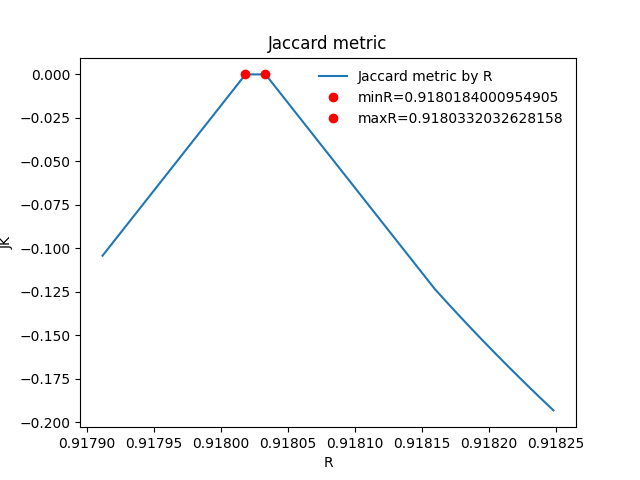 Jaccard metric
Jaccard metric by R
minR=0.9180184000954905
maxR=0.9180332032628158
0.000
−0.025
−0.050
−0.075
−0.100
−0.125
−0.150
−0.175
−0.200
JK
0.91790
0.91795
0.91800
0.91805
0.91810
0.91815
0.91820
0.91825
R